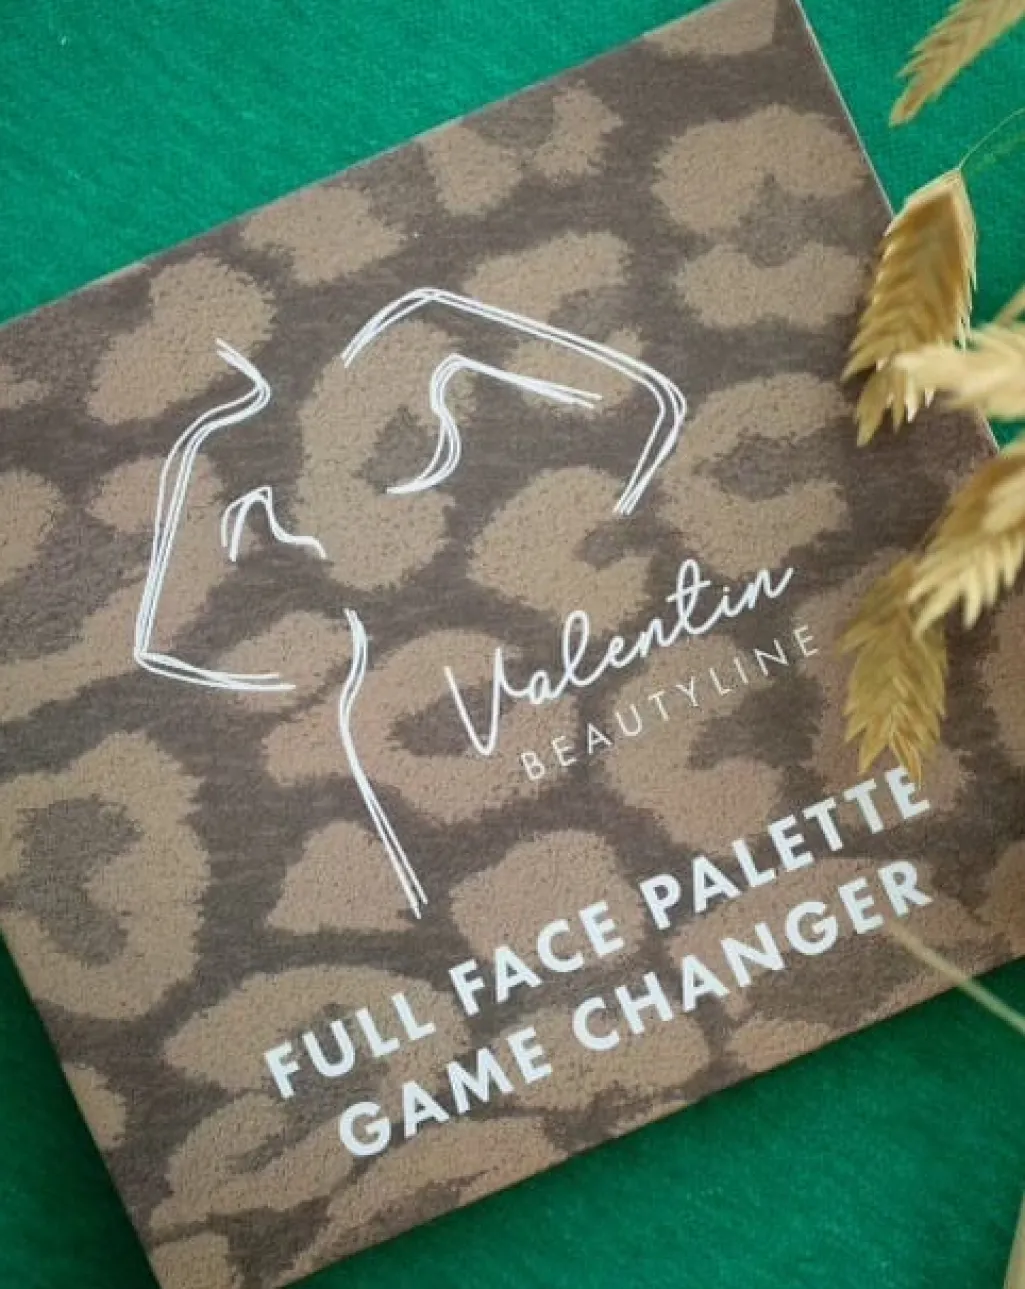 Valentin
BEAUTYLINE
FULL FACE PALETTE
GAME CHANGER